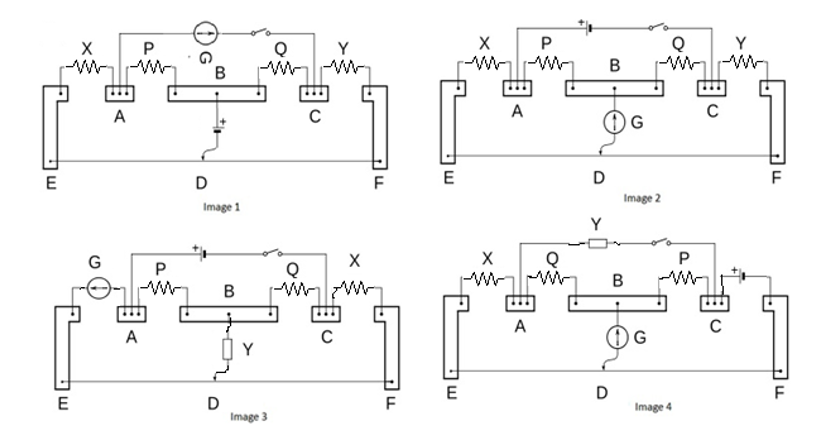 X P G Q Y
B
A C
E D F
Image 1
X P Q Y
B
A G C
E D F
Image 2
G P Q X
B
A Y C
E D F
Image 3
Y
X Q P
B
A G C
E D F
Image 4